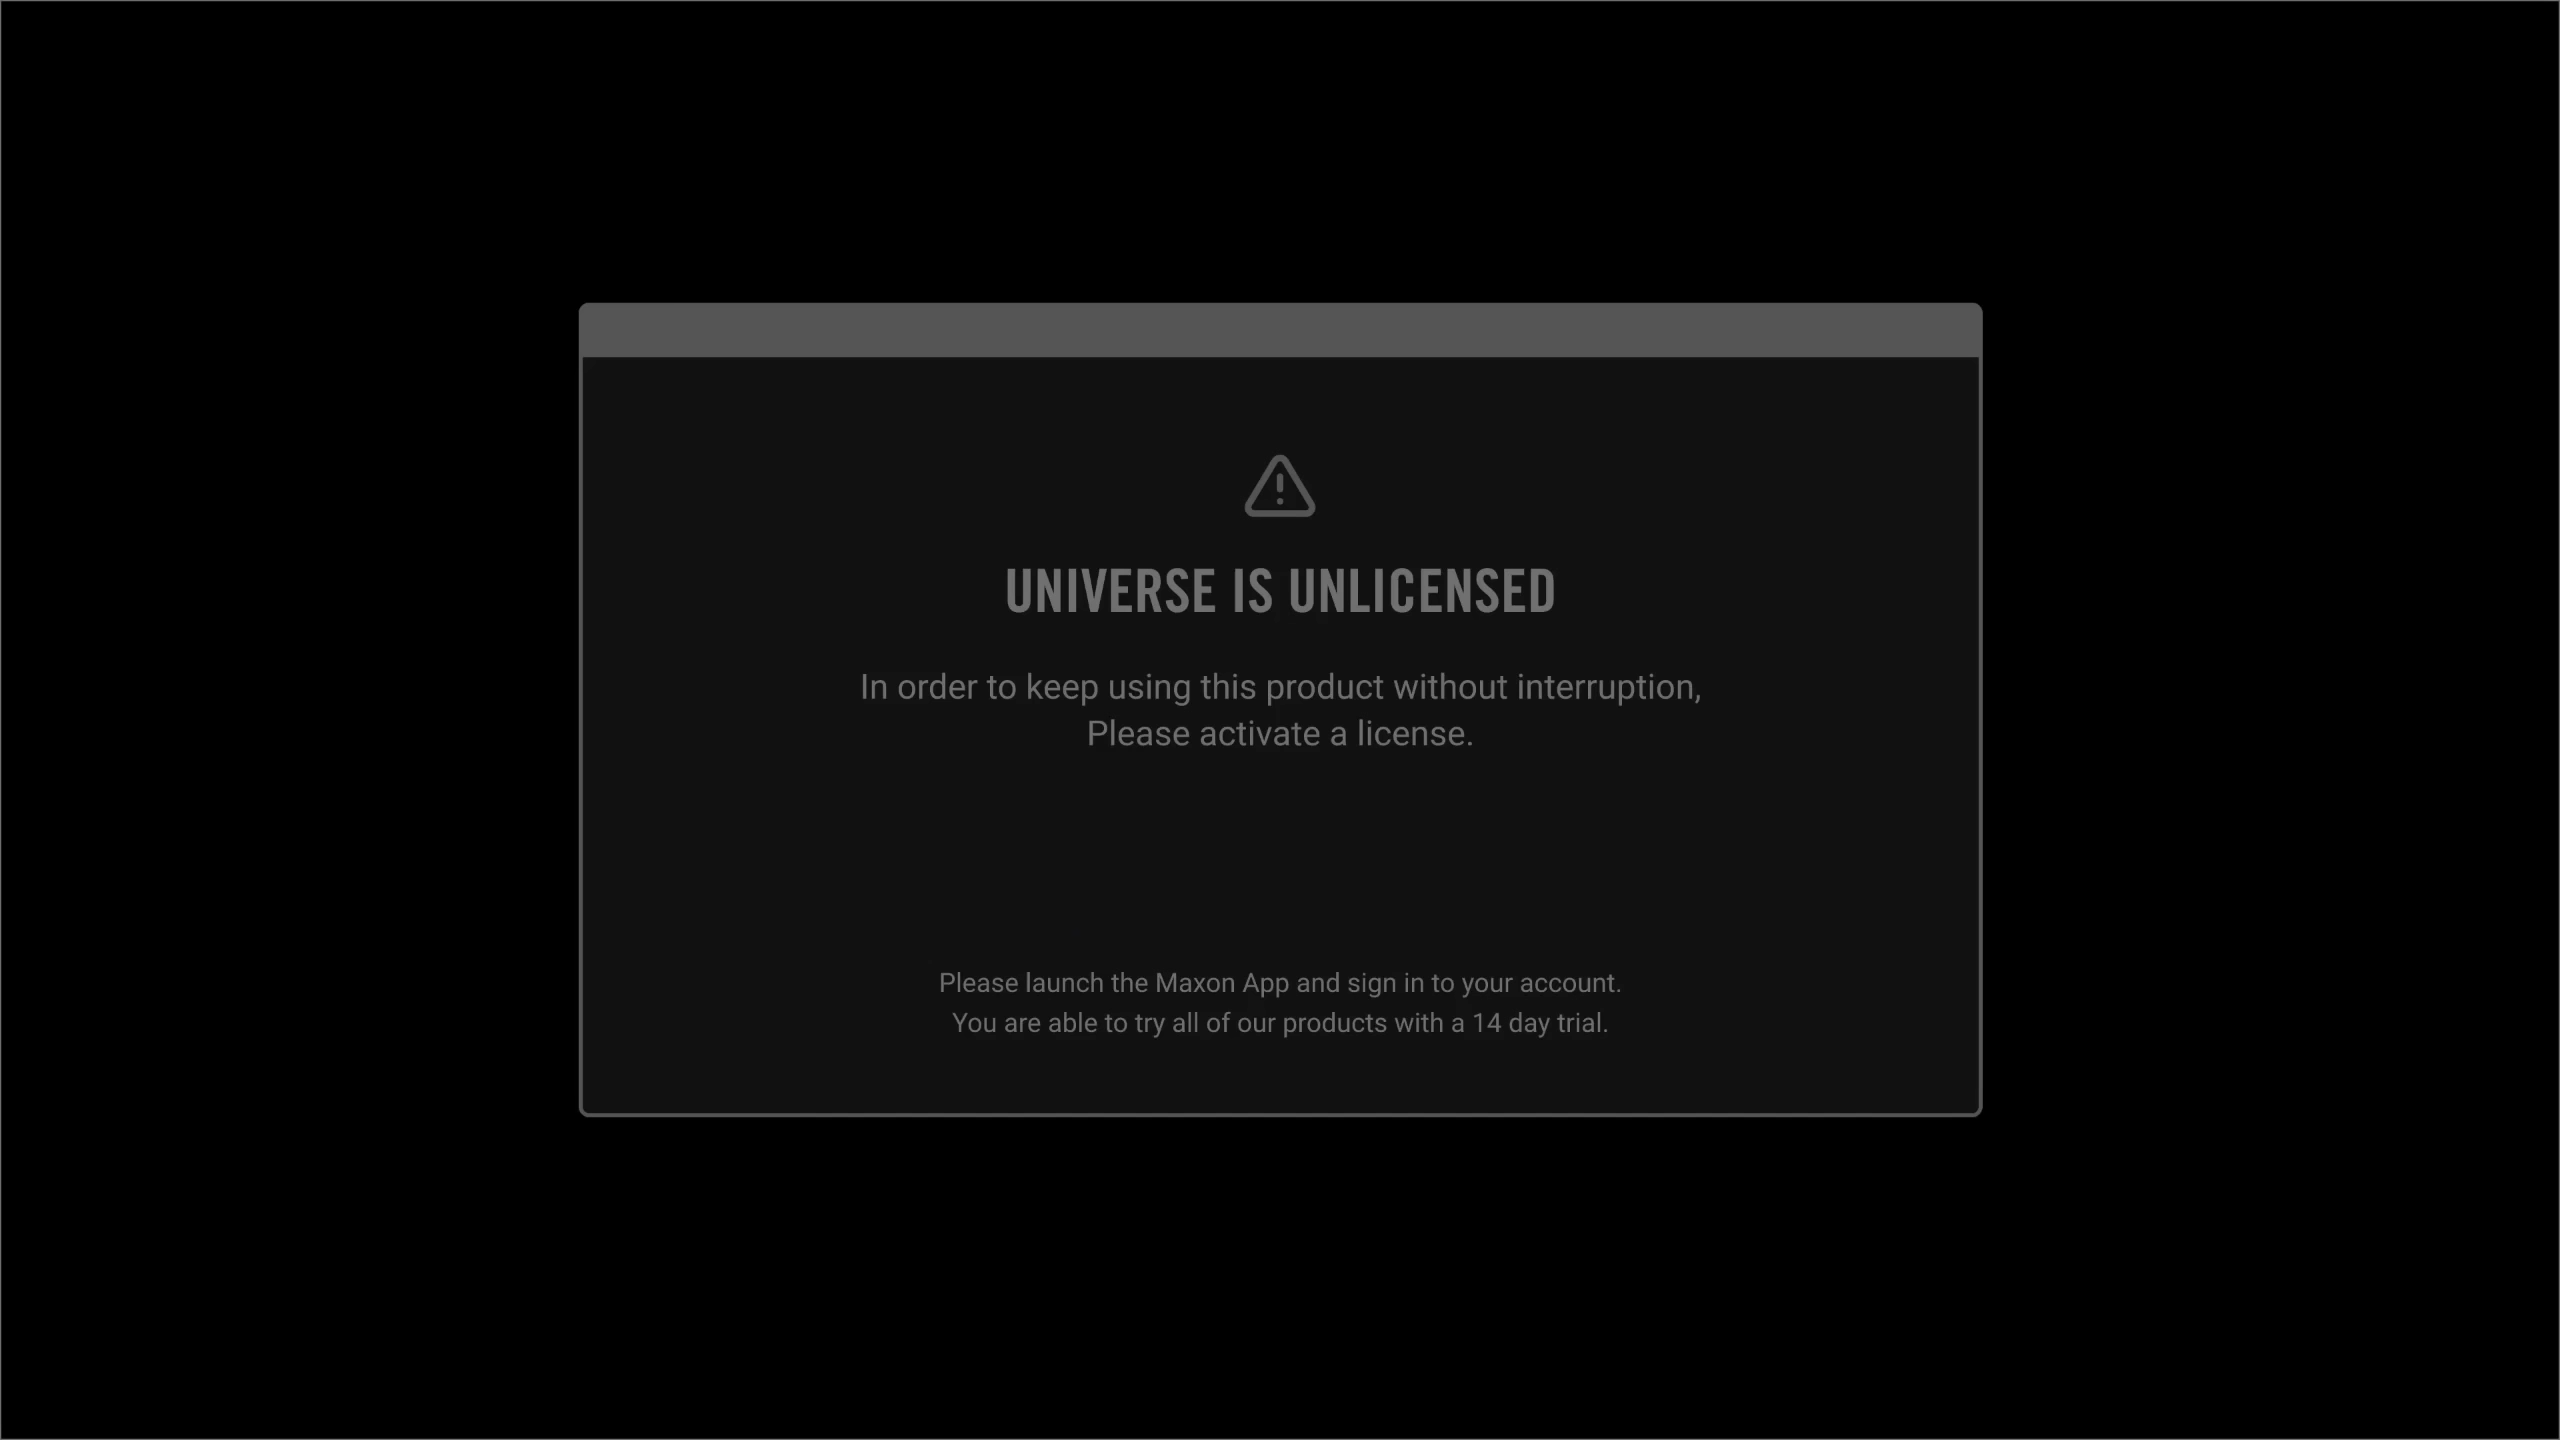 UNIVERSE IS UNLICENSED
In order to keep using this product without interruption,
Please activate a license.
Please launch the Maxon App and sign in to your account.
You are able to try all of our products with a 14 day trial.